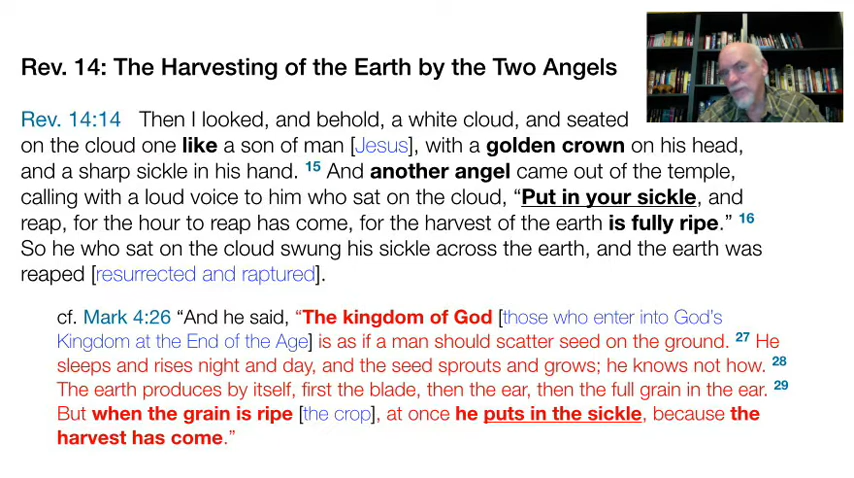 Rev. 14: The Harvesting of the Earth by the Two Angels
Rev. 14:14 Then I looked, and behold, a white cloud, and seated
on the cloud one like a son of man [Jesus], with a golden crown on his head,
and a sharp sickle in his hand. 15 And another angel came out of the temple,
calling with a loud voice to him who sat on the cloud, “Put in your sickle, and
reap, for the hour to reap has come, for the harvest of the earth is fully ripe.” 16
So he who sat on the cloud swung his sickle across the earth, and the earth was
reaped [resurrected and raptured].
cf. Mark 4:26 “And he said, “The kingdom of God [those who enter into God’s
Kingdom at the End of the Age] is as if a man should scatter seed on the ground. 27 He
sleeps and rises night and day, and the seed sprouts and grows; he knows not how. 28
The earth produces by itself, first the blade, then the ear, then the full grain in the ear. 29
But when the grain is ripe [the crop], at once he puts in the sickle, because the
harvest has come.”